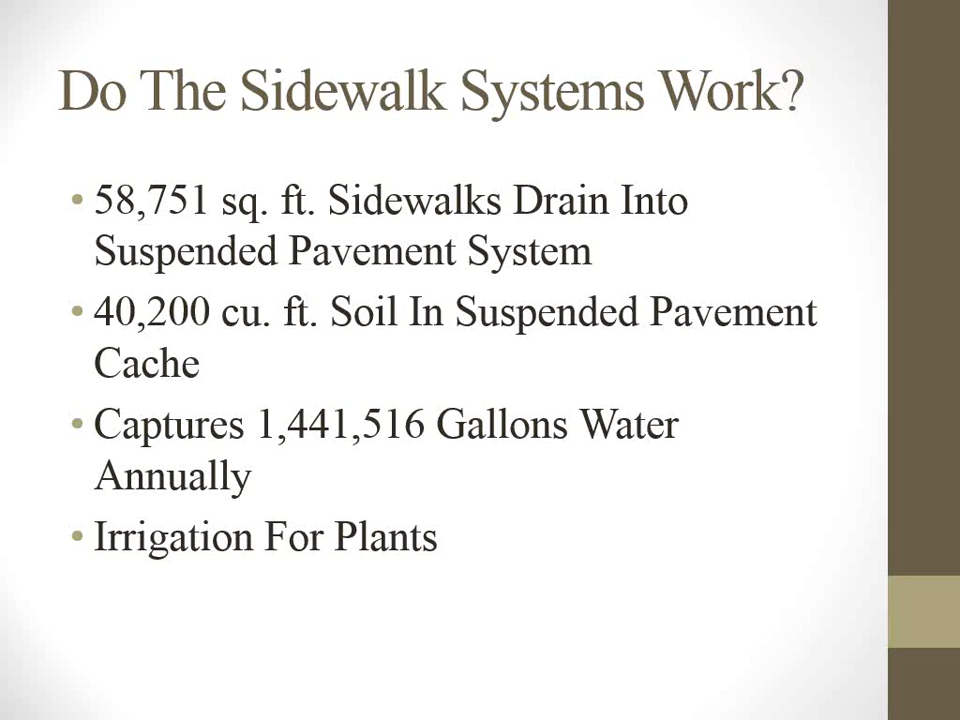 Do The Sidewalk Systems Work?
• 58,751 sq. ft. Sidewalks Drain Into
Suspended Pavement System
• 40,200 cu. ft. Soil In Suspended Pavement
Cache
• Captures 1,441,516 Gallons Water
Annually
• Irrigation For Plants